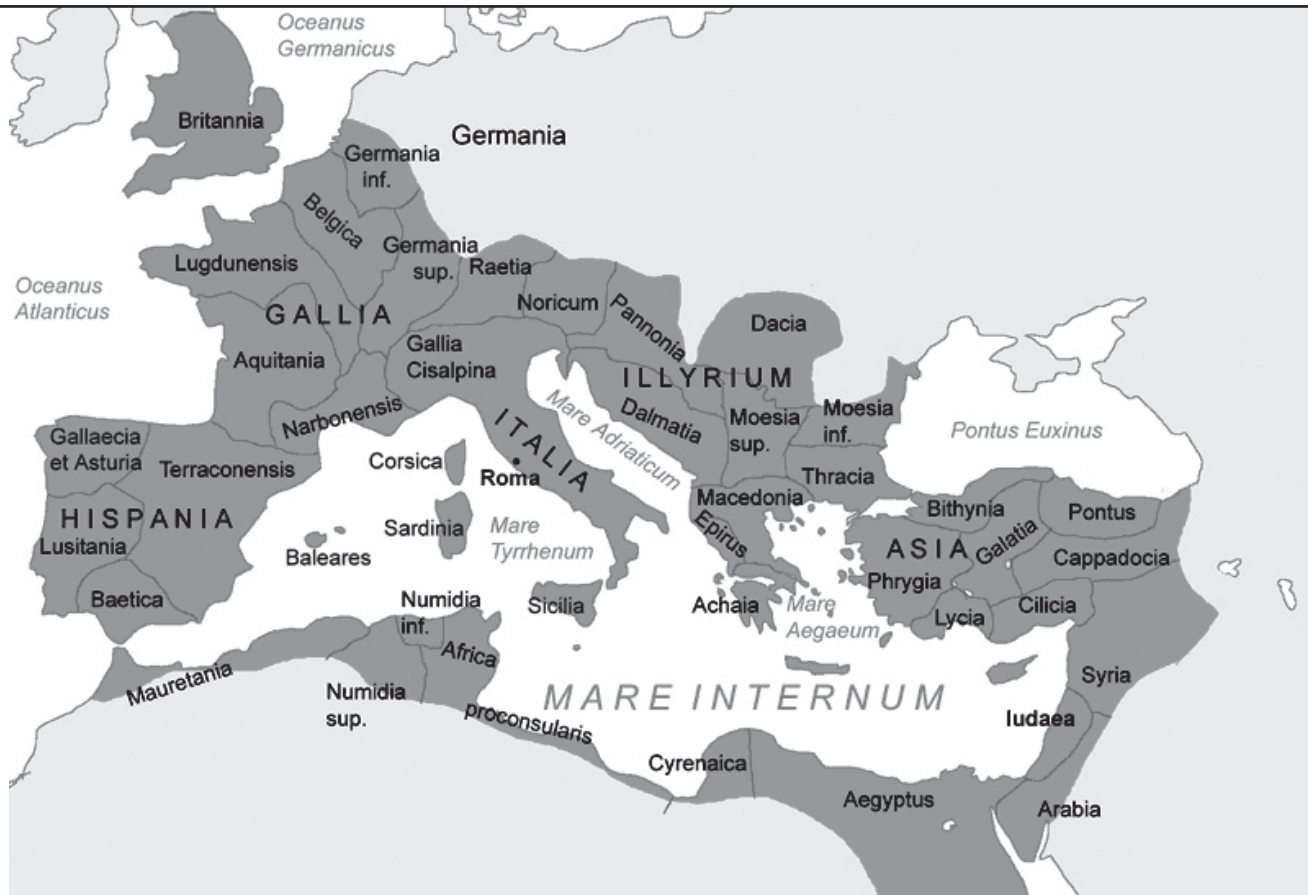 Oceanus
Germanicus
Britannia
Germania
Germania
inf.
Belgica
Germania
sup.
Lugdunensis
Raetia
Oceanus
Atlanticus
Noricum
GALLIA
Pannonia
Dacia
Aquitania
Gallia
Cisalpina
ILLYRIUM
Narbonensis
Mare Adriaticum
Dalmatia
Moesia
sup.
Moesia
inf.
Pontus Euxinus
Gallaecia
et Asturia
Terraconensis
Corsica
ITALIA
Roma
Thracia
Macedonia
HISPANIA
Lusitania
Sardinia
Mare
Tyrrhenum
Epirus
Bithynia
Pontus
ASIA
Galatia
Cappadocia
Baleares
Phrygia
Baetica
Numidia
inf.
Sicilia
Achaia
Mare
Aegaeum
Lycia
Cilicia
Africa
Mauretania
Numidia
sup.
proconsularis
MARE INTERNUM
Syria
Iudaea
Cyrenaica
Aegyptus
Arabia